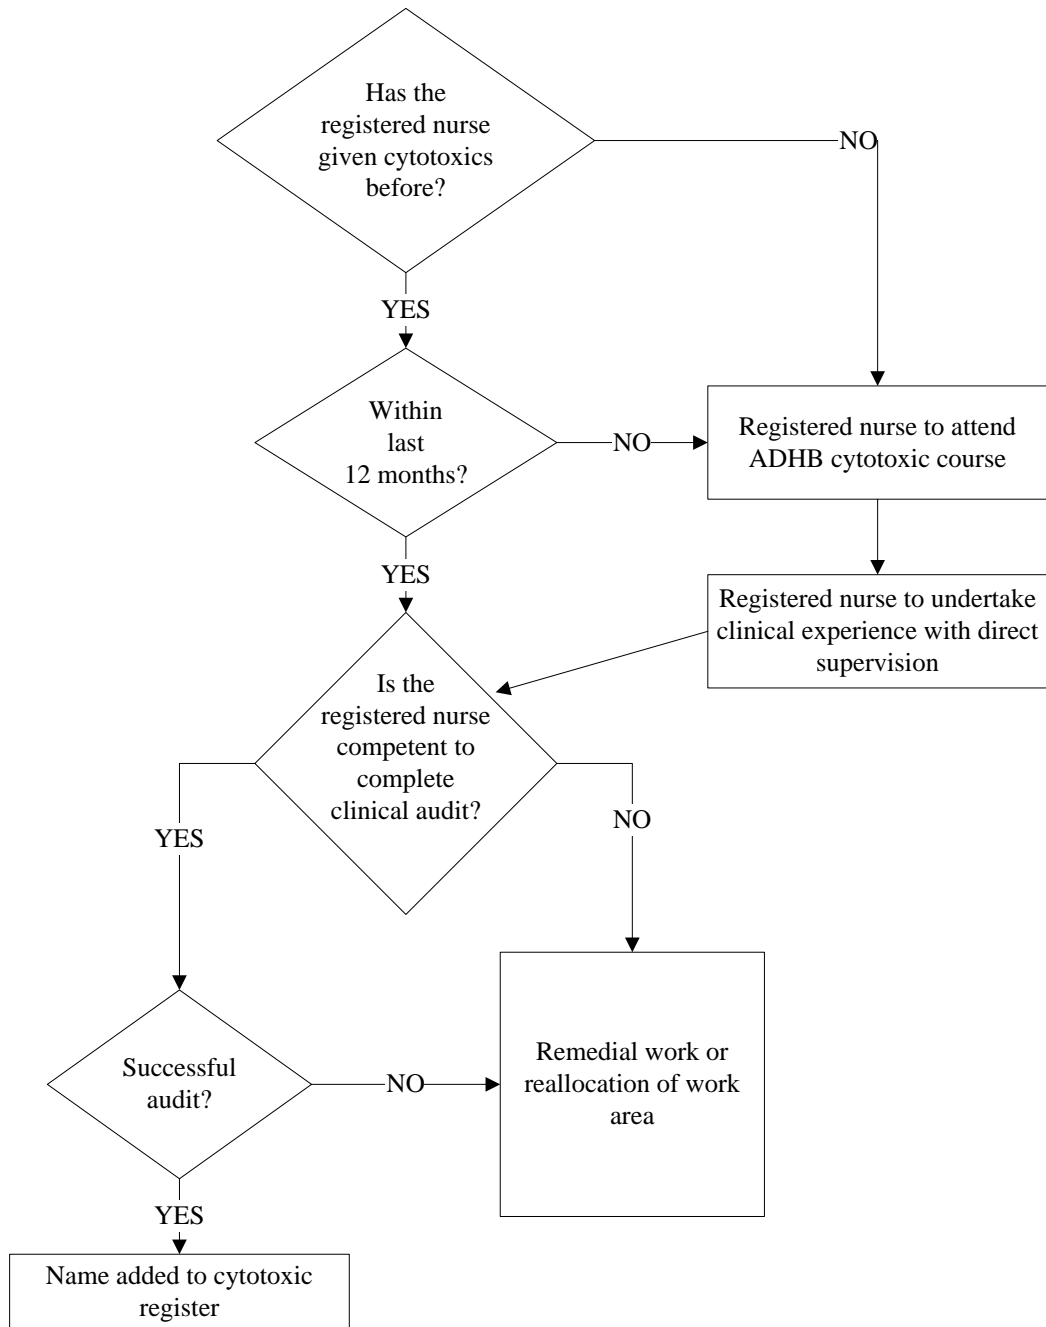 Has the
registered nurse
given cytotoxics
before?
NO
YES
Within
last
12 months?
NO
Registered nurse to attend
ADHB cytotoxic course
YES
Registered nurse to undertake
clinical experience with direct
supervision
Is the
registered nurse
competent to
complete
clinical audit?
YES
NO
Successful
audit?
NO
Remedial work or
reallocation of work
area
YES
Name added to cytotoxic
register